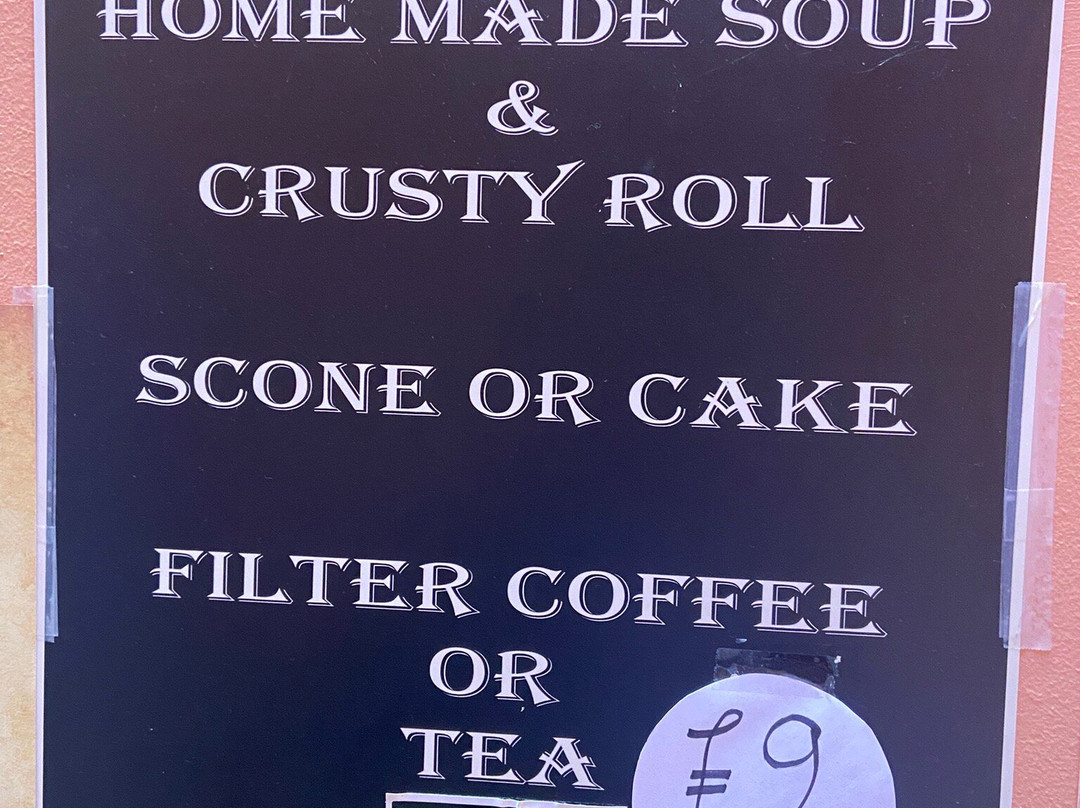 HOME MADE SOUP
&
CRUSTY ROLL
SCONE OR CAKE
FILTER COFFEE
OR
TEA
£9